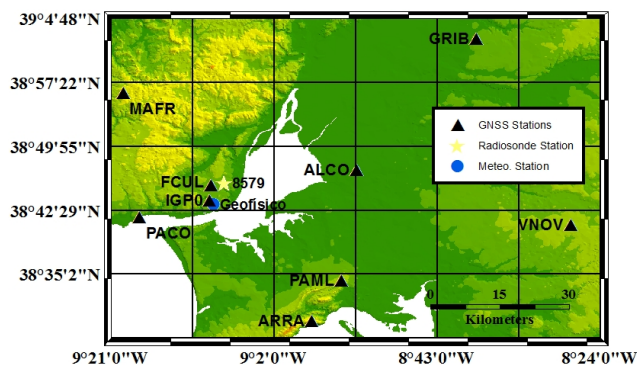 39°4'48"N
GRIB
38°57'22"N
MAFR
GNSS Stations
Radiosonde Station
Meteo. Station
38°49'55"N
ALCO
FCUL
8579
IGP0
Geofísico
38°42'29"N
PACO
VNOV
38°35'2"N
PAML
0 15 30
Kilometers
ARRA
9°21'0"W 9°2'0"W 8°43'0"W 8°24'0"W